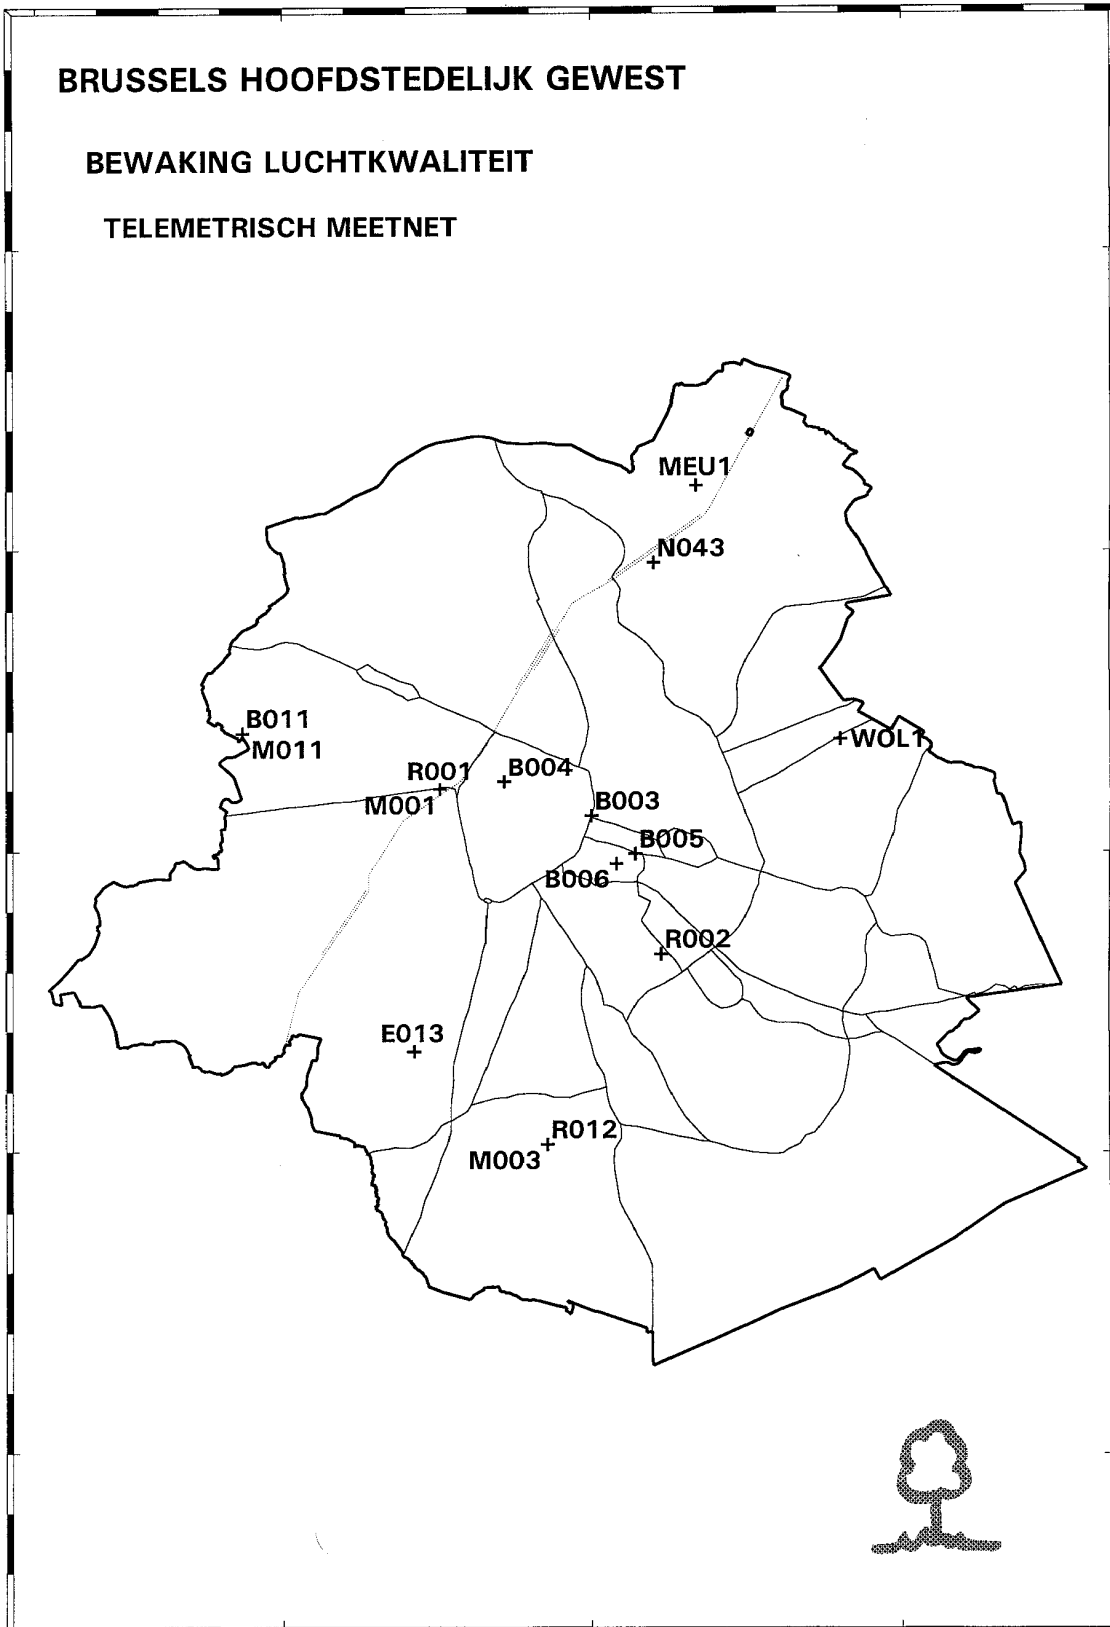 BRUSSELS HOOFDSTEDELIJK GEWEST
BEWAKING LUCHTKWALITEIT
TELEMETRISCH MEETNET
MEU1
N043
B011
M011
WOL1
R001
B004
M001
B003
B005
B006
R002
E013
R012
M003